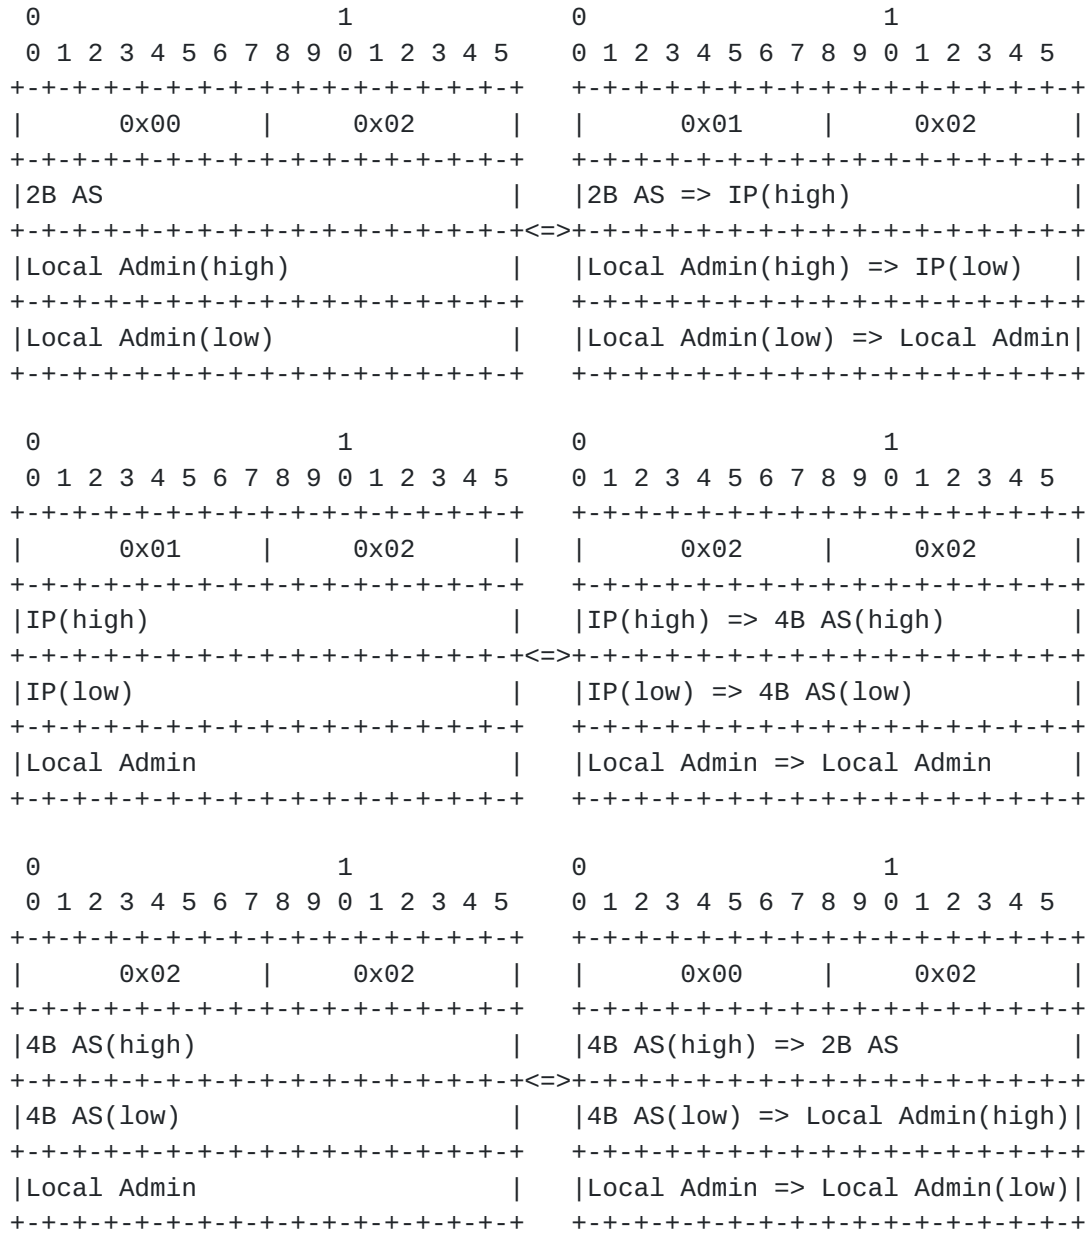 0                   1              0                   1
 0 1 2 3 4 5 6 7 8 9 0 1 2 3 4 5    0 1 2 3 4 5 6 7 8 9 0 1 2 3 4 5
+-+-+-+-+-+-+-+-+-+-+-+-+-+-+-+-+   +-+-+-+-+-+-+-+-+-+-+-+-+-+-+-+-+
|      0x00     |     0x02      |   |      0x01     |     0x02      |
+-+-+-+-+-+-+-+-+-+-+-+-+-+-+-+-+   +-+-+-+-+-+-+-+-+-+-+-+-+-+-+-+-+
|2B AS                          |   |2B AS => IP(high)              |
+-+-+-+-+-+-+-+-+-+-+-+-+-+-+-+-+<=>+-+-+-+-+-+-+-+-+-+-+-+-+-+-+-+-+
|Local Admin(high)              |   |Local Admin(high) => IP(low)   |
+-+-+-+-+-+-+-+-+-+-+-+-+-+-+-+-+   +-+-+-+-+-+-+-+-+-+-+-+-+-+-+-+-+
|Local Admin(low)               |   |Local Admin(low) => Local Admin|
+-+-+-+-+-+-+-+-+-+-+-+-+-+-+-+-+   +-+-+-+-+-+-+-+-+-+-+-+-+-+-+-+-+
 0                   1              0                   1
 0 1 2 3 4 5 6 7 8 9 0 1 2 3 4 5    0 1 2 3 4 5 6 7 8 9 0 1 2 3 4 5
+-+-+-+-+-+-+-+-+-+-+-+-+-+-+-+-+   +-+-+-+-+-+-+-+-+-+-+-+-+-+-+-+-+
|      0x01     |     0x02      |   |      0x02     |     0x02      |
+-+-+-+-+-+-+-+-+-+-+-+-+-+-+-+-+   +-+-+-+-+-+-+-+-+-+-+-+-+-+-+-+-+
|IP(high)                       |   |IP(high) => 4B AS(high)        |
+-+-+-+-+-+-+-+-+-+-+-+-+-+-+-+-+<=>+-+-+-+-+-+-+-+-+-+-+-+-+-+-+-+-+
|IP(low)                        |   |IP(low) => 4B AS(low)          |
+-+-+-+-+-+-+-+-+-+-+-+-+-+-+-+-+   +-+-+-+-+-+-+-+-+-+-+-+-+-+-+-+-+
|Local Admin                    |   |Local Admin => Local Admin     |
+-+-+-+-+-+-+-+-+-+-+-+-+-+-+-+-+   +-+-+-+-+-+-+-+-+-+-+-+-+-+-+-+-+
 0                   1              0                   1
 0 1 2 3 4 5 6 7 8 9 0 1 2 3 4 5    0 1 2 3 4 5 6 7 8 9 0 1 2 3 4 5
+-+-+-+-+-+-+-+-+-+-+-+-+-+-+-+-+   +-+-+-+-+-+-+-+-+-+-+-+-+-+-+-+-+
|      0x02     |     0x02      |   |      0x00     |     0x02      |
+-+-+-+-+-+-+-+-+-+-+-+-+-+-+-+-+   +-+-+-+-+-+-+-+-+-+-+-+-+-+-+-+-+
|4B AS(high)                    |   |4B AS(high) => 2B AS           |
+-+-+-+-+-+-+-+-+-+-+-+-+-+-+-+-+<=>+-+-+-+-+-+-+-+-+-+-+-+-+-+-+-+-+
|4B AS(low)                     |   |4B AS(low) => Local Admin(high)|
+-+-+-+-+-+-+-+-+-+-+-+-+-+-+-+-+   +-+-+-+-+-+-+-+-+-+-+-+-+-+-+-+-+
|Local Admin                    |   |Local Admin => Local Admin(low)|
+-+-+-+-+-+-+-+-+-+-+-+-+-+-+-+-+   +-+-+-+-+-+-+-+-+-+-+-+-+-+-+-+-+